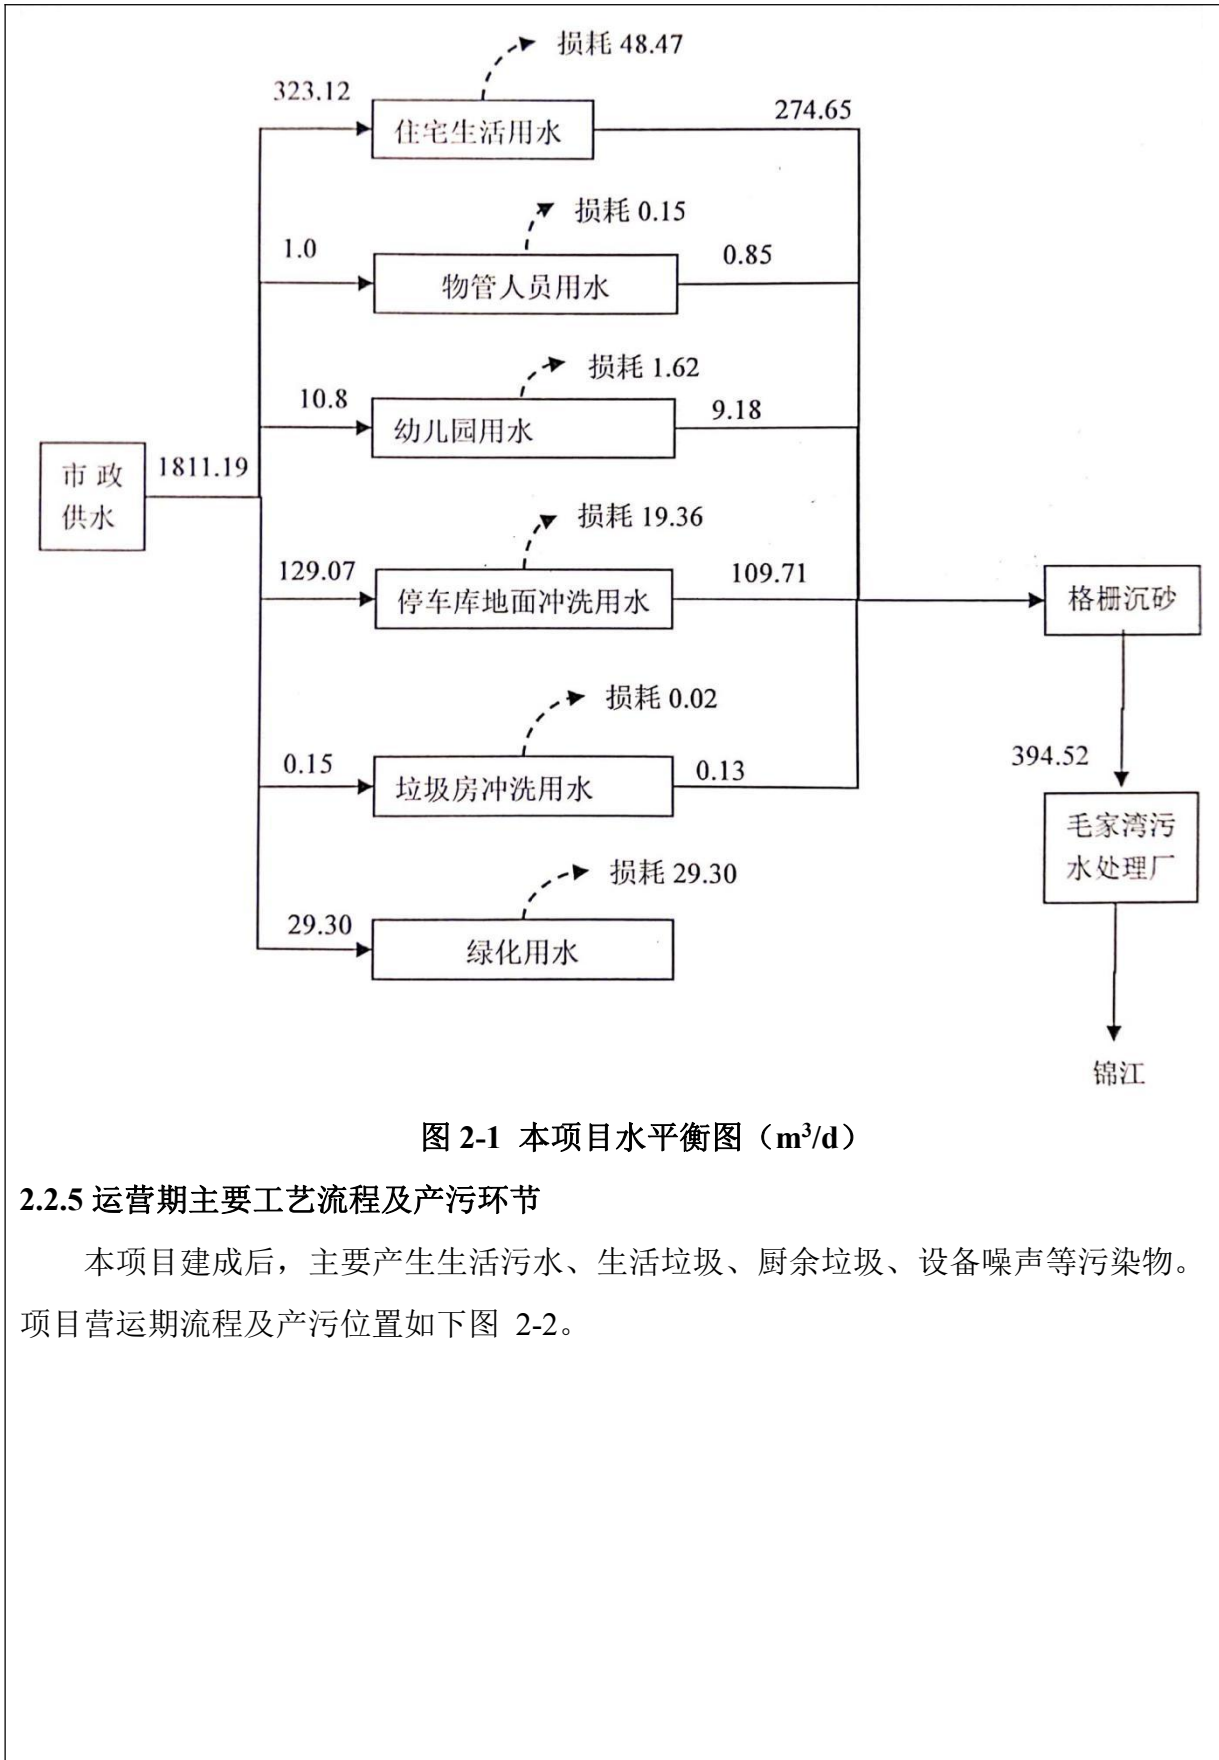 损耗 48.47
323.12
住宅生活用水
274.65
损耗 0.15
1.0
物管人员用水
0.85
损耗 1.62
10.8
幼儿园用水
9.18
市 政
供水
1811.19
损耗 19.36
129.07
停车库地面冲洗用水
109.71
格栅沉砂
损耗 0.02
0.15
垃圾房冲洗用水
0.13
394.52
毛家湾污
水处理厂
损耗 29.30
29.30
绿化用水
锦江
图 2-1 本项目水平衡图（m³/d）
2.2.5 运营期主要工艺流程及产污环节
本项目建成后，主要产生生活污水、生活垃圾、厨余垃圾、设备噪声等污染物。
项目营运期流程及产污位置如下图 2-2。